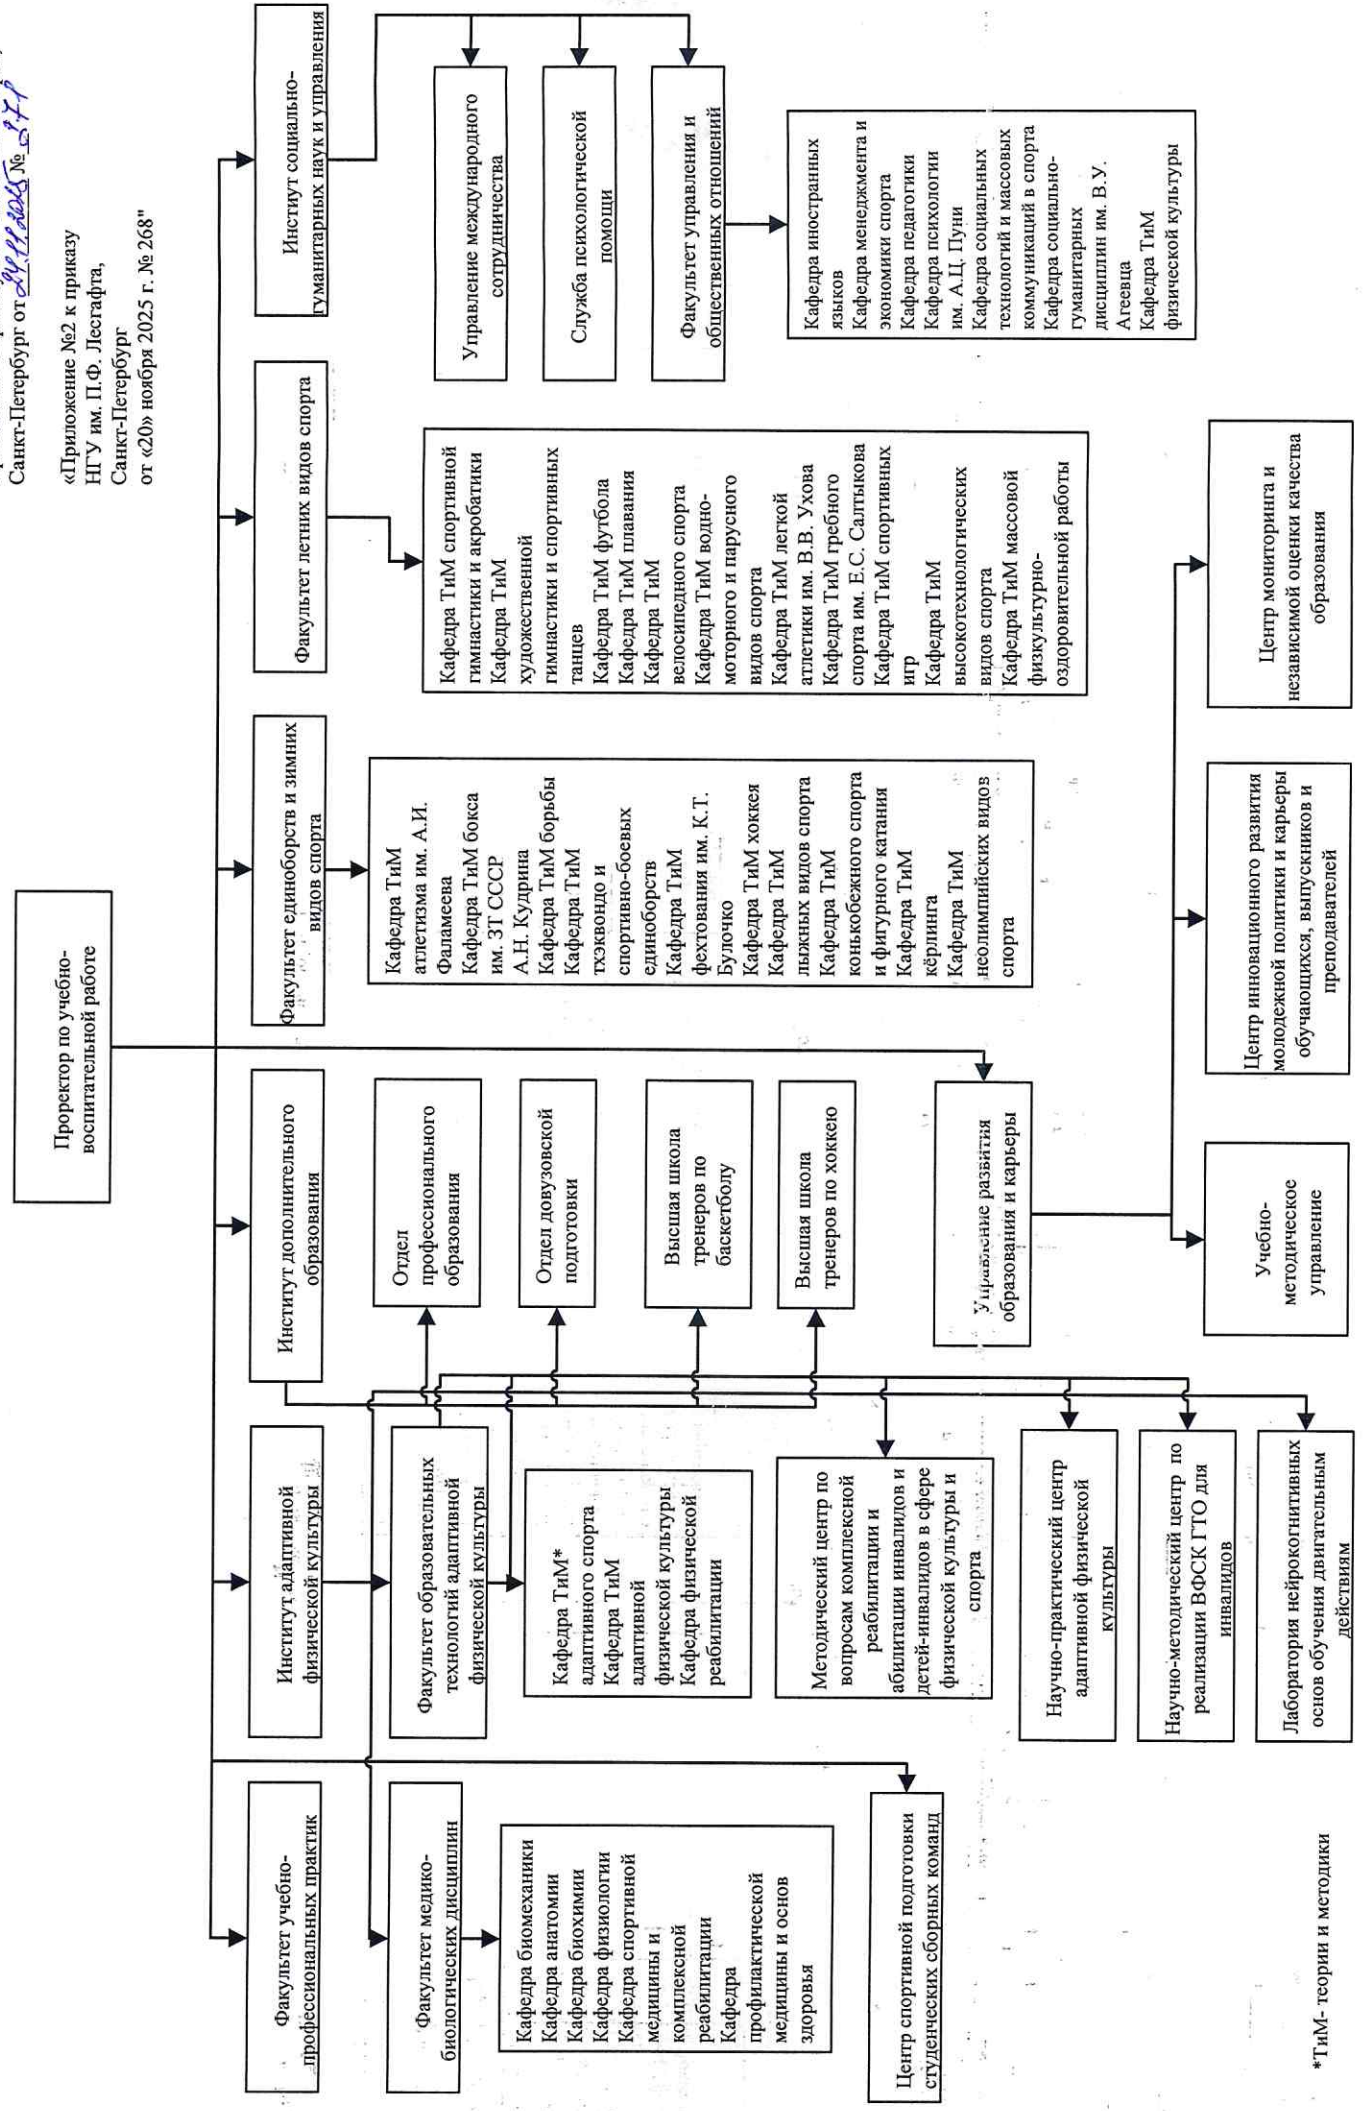 Санкт-Петербург от 24.11.2025 № 271
«Приложение №2 к приказу
НГУ им. П.Ф. Лесгафта,
Санкт-Петербург
от «20» ноября 2025 г. № 268"
Проректор по учебно-
воспитательной работе
Факультет учебно-
профессиональных практик
Институт адаптивной
физической культуры
Институт дополнительного
образования
Факультет единоборств и зимних
видов спорта
Факультет летних видов спорта
Инстиут социально-
гуманитарных наук и управления
Факультет медико-
биологических дисциплин
Кафедра биомеханики
Кафедра анатомии
Кафедра биохимии
Кафедра физиологии
Кафедра спортивной
медицины и
комплексной
реабилитации
Кафедра
профилактической
медицины и основ
здоровья
Центр спортивной подготовки
студенческих сборных команд
Факультет образовательных
технологий адаптивной
физической культуры
Кафедра ТиМ*
адаптивного спорта
Кафедра ТиМ
адаптивной
физической культуры
Кафедра физической
реабилитации
Методический центр по
вопросам комплексной
реабилитации и
абилитации инвалидов и
детей-инвалидов в сфере
физической культуры и
спорта
Научно-практический центр
адаптивной физической
культуры
Научно-методический центр по
реализации ВФСК ГТО для
инвалидов
Лаборатория нейрокогнитивных
основ обучения двигательным
действиям
Отдел
профессионального
образования
Отдел довузовской
подготовки
Высшая школа
тренеров по
баскетболу
Высшая школа
тренеров по хоккею
Управление развития
образования и карьеры
Учебно-
методическое
управление
Центр инновационного развития
молодежной политики и карьеры
обучающихся, выпускников и
преподавателей
Центр мониторинга и
независимой оценки качества
образования
Кафедра ТиМ
атлетизма им. А.И.
Фаламеева
Кафедра ТиМ бокса
им. ЗТ СССР
А.Н. Кудрина
Кафедра ТиМ борьбы
Кафедра ТиМ
тхэквондо и
спортивно-боевых
единоборств
Кафедра ТиМ
фехтования им. К.Т.
Булочко
Кафедра ТиМ хоккея
Кафедра ТиМ
лыжных видов спорта
Кафедра ТиМ
конькобежного спорта
и фигурного катания
Кафедра ТиМ
кёрлинга
Кафедра ТиМ
неолимпийских видов
спорта
Кафедра ТиМ спортивной
гимнастики и акробатики
Кафедра ТиМ
художественной
гимнастики и спортивных
танцев
Кафедра ТиМ футбола
Кафедра ТиМ плавания
Кафедра ТиМ
велосипедного спорта
Кафедра ТиМ водно-
моторного и парусного
видов спорта
Кафедра ТиМ легкой
атлетики им. В.В. Ухова
Кафедра ТиМ гребного
спорта им. Е.С. Салтыкова
Кафедра ТиМ спортивных
игр
Кафедра ТиМ
высокотехнологических
видов спорта
Кафедра ТиМ массовой
физкультурно-
оздоровительной работы
Управление международного
сотрудничества
Служба психологической
помощи
Факультет управления и
общественных отношений
Кафедра иностранных
языков
Кафедра менеджмента и
экономики спорта
Кафедра педагогики
Кафедра психологии
им. А.Ц. Пуни
Кафедра социальных
технологий и массовых
коммуникаций в спорта
Кафедра социально-
гуманитарных
дисциплин им. В.У.
Агеевца
Кафедра ТиМ
физической культуры
*ТиМ- теории и методики